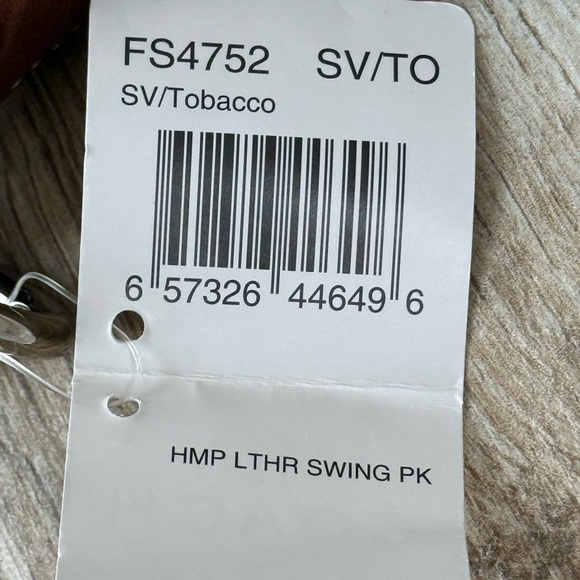 FS4752 SV/TO
SV/Tobacco
6 57326 44649 6
HMP LTHR SWING PK